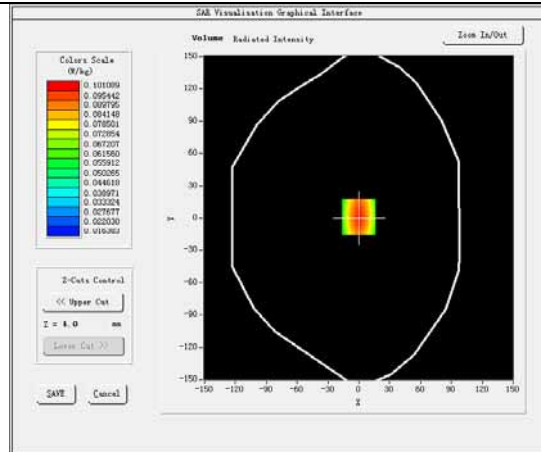 SAR Visualisation Graphical Interface
Volume Radiated Intensity
Zoom In/Out
Colors Scale
(W/kg)
0.101089
0.095442
0.089795
0.084148
0.078501
0.072854
0.067207
0.061560
0.055912
0.050265
0.044618
0.038971
0.033324
0.027677
0.022030
0.016383
Z-Cuts Control
<< Upper Cut
Z = 4.0 mm
Lower Cut >>
SAVE
Cancel
150
120
90
60
30
0
-30
-60
-90
-120
-150
Y
-150 -120 -90 -60 -30 0 30 60 90 120 150
X